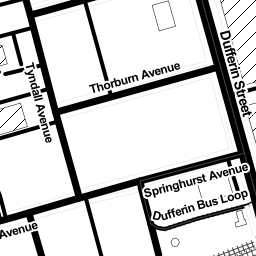 Dufferin Street
Tyndall Avenue
Thorburn Avenue
Springhurst Avenue
Dufferin Bus Loop
Avenue